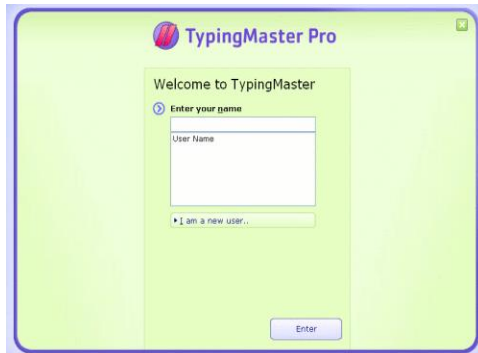 TypingMaster Pro
Welcome to TypingMaster
Enter your name
User Name
I am a new user..
Enter